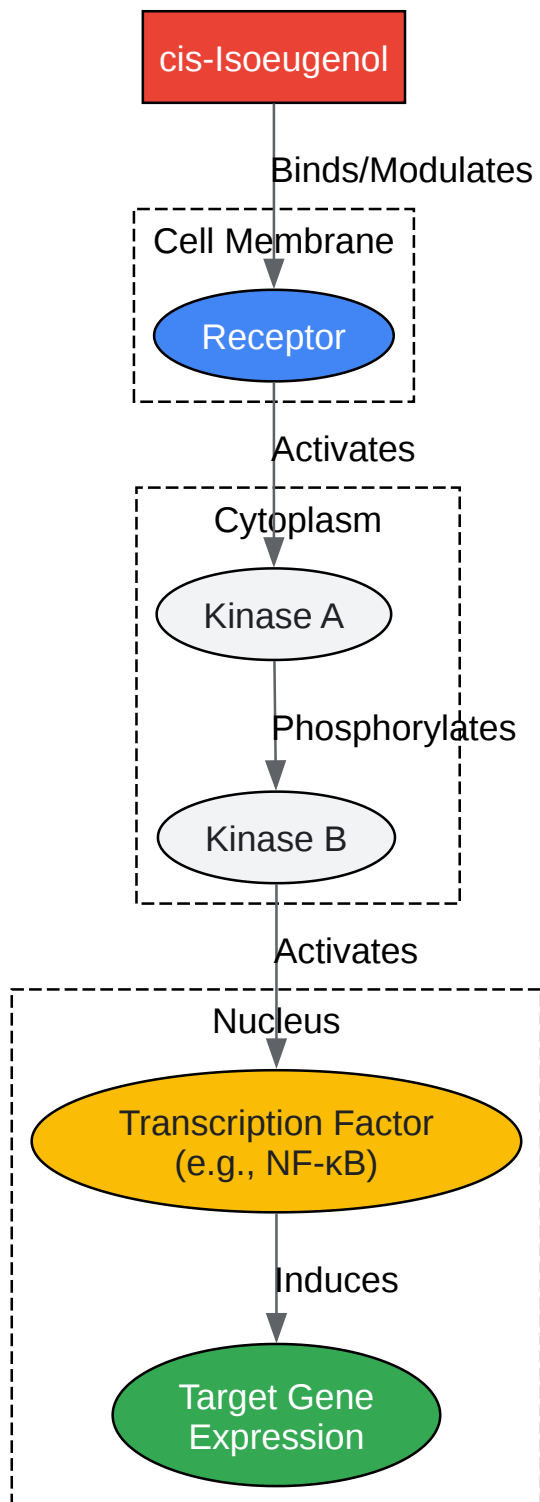 cis-Isoeugenol
Binds/Modulates
Cell Membrane
Receptor
Activates
Cytoplasm
Kinase A
Phosphorylates
Kinase B
Activates
Nucleus
Transcription Factor
(e.g., NF-κB)
Induces
Target Gene
Expression